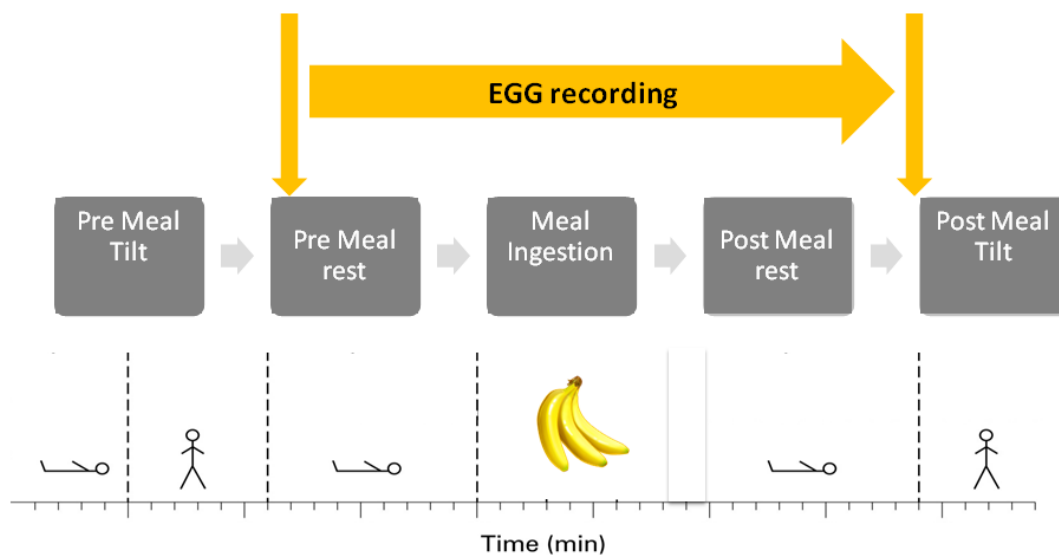 EGG recording
Pre Meal
Tilt
Pre Meal
rest
Meal
Ingestion
Post Meal
rest
Post Meal
Tilt
Time (min)